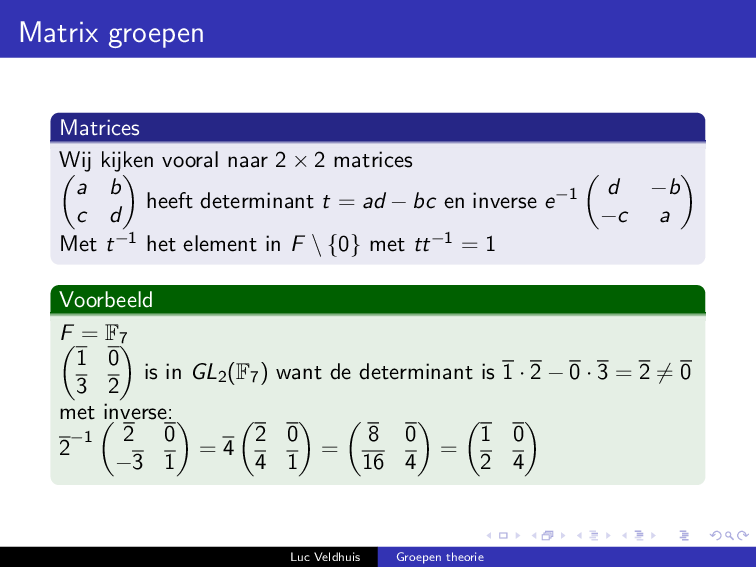 Matrix groepen
Matrices
Wij kijken vooral naar 2 × 2 matrices
$\begin{pmatrix} a & b \\ c & d \end{pmatrix}$ heeft determinant $t = ad - bc$ en inverse $e^{-1} \begin{pmatrix} d & -b \\ -c & a \end{pmatrix}$
Met $t^{-1}$ het element in $F \setminus \{0\}$ met $tt^{-1} = 1$
Voorbeeld
$F = \mathbb{F}_7$
$\begin{pmatrix} \overline{1} & \overline{0} \\ \overline{3} & \overline{2} \end{pmatrix}$ is in $GL_2(\mathbb{F}_7)$ want de determinant is $\overline{1} \cdot \overline{2} - \overline{0} \cdot \overline{3} = \overline{2} \neq \overline{0}$
met inverse:
$\overline{2}^{-1} \begin{pmatrix} \overline{2} & \overline{0} \\ \overline{-3} & \overline{1} \end{pmatrix} = \overline{4} \begin{pmatrix} \overline{2} & \overline{0} \\ \overline{4} & \overline{1} \end{pmatrix} = \begin{pmatrix} \overline{8} & \overline{0} \\ \overline{16} & \overline{4} \end{pmatrix} = \begin{pmatrix} \overline{1} & \overline{0} \\ \overline{2} & \overline{4} \end{pmatrix}$
Luc Veldhuis Groepen theorie